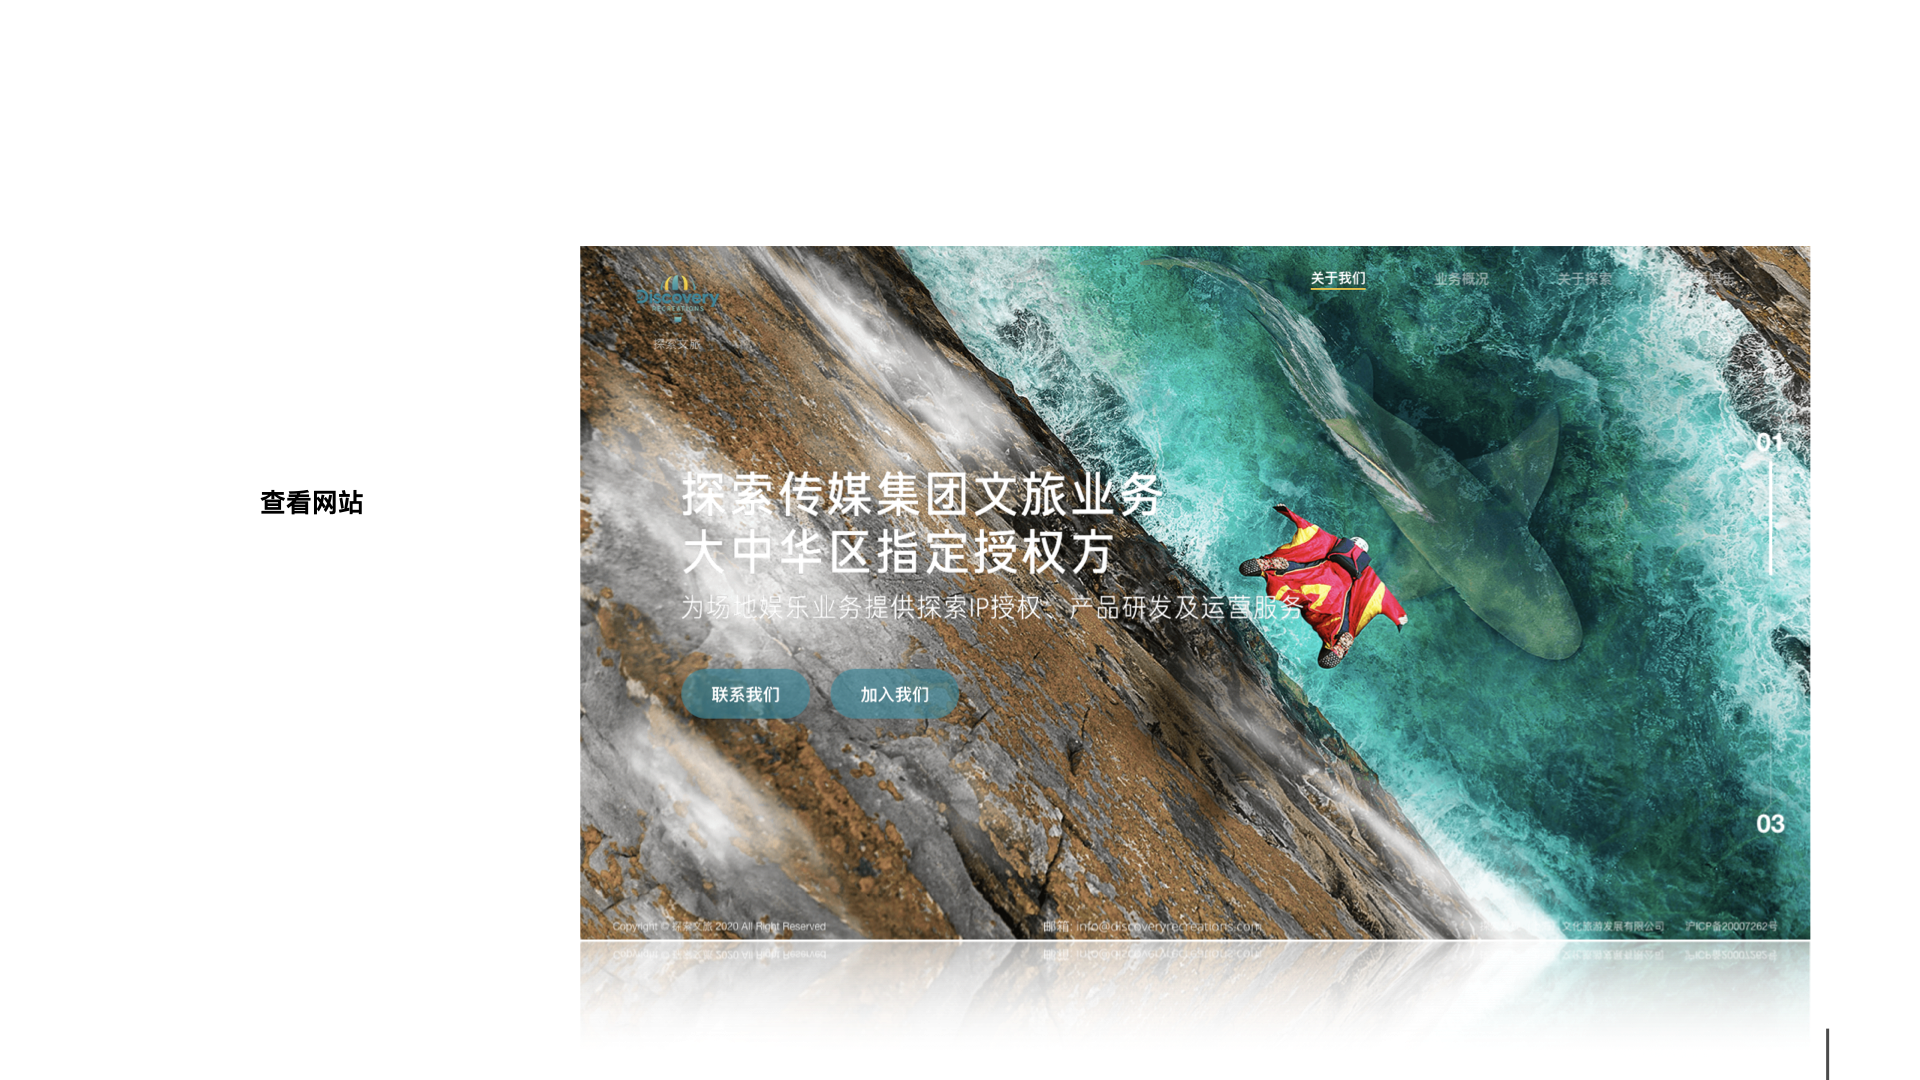 查看网站
Discovery
RECREATIONS
探索文旅
关于我们
业务概况
关于探索
01
探索传媒集团文旅业务
大中华区指定授权方
为场地娱乐业务提供探索IP授权、产品研发及运营服务
联系我们
加入我们
03
Copyright © 探索文旅 2020 All Right Reserved
邮箱: info@discoveryrecreations.com
文化旅游发展有限公司
沪ICP备20007262号